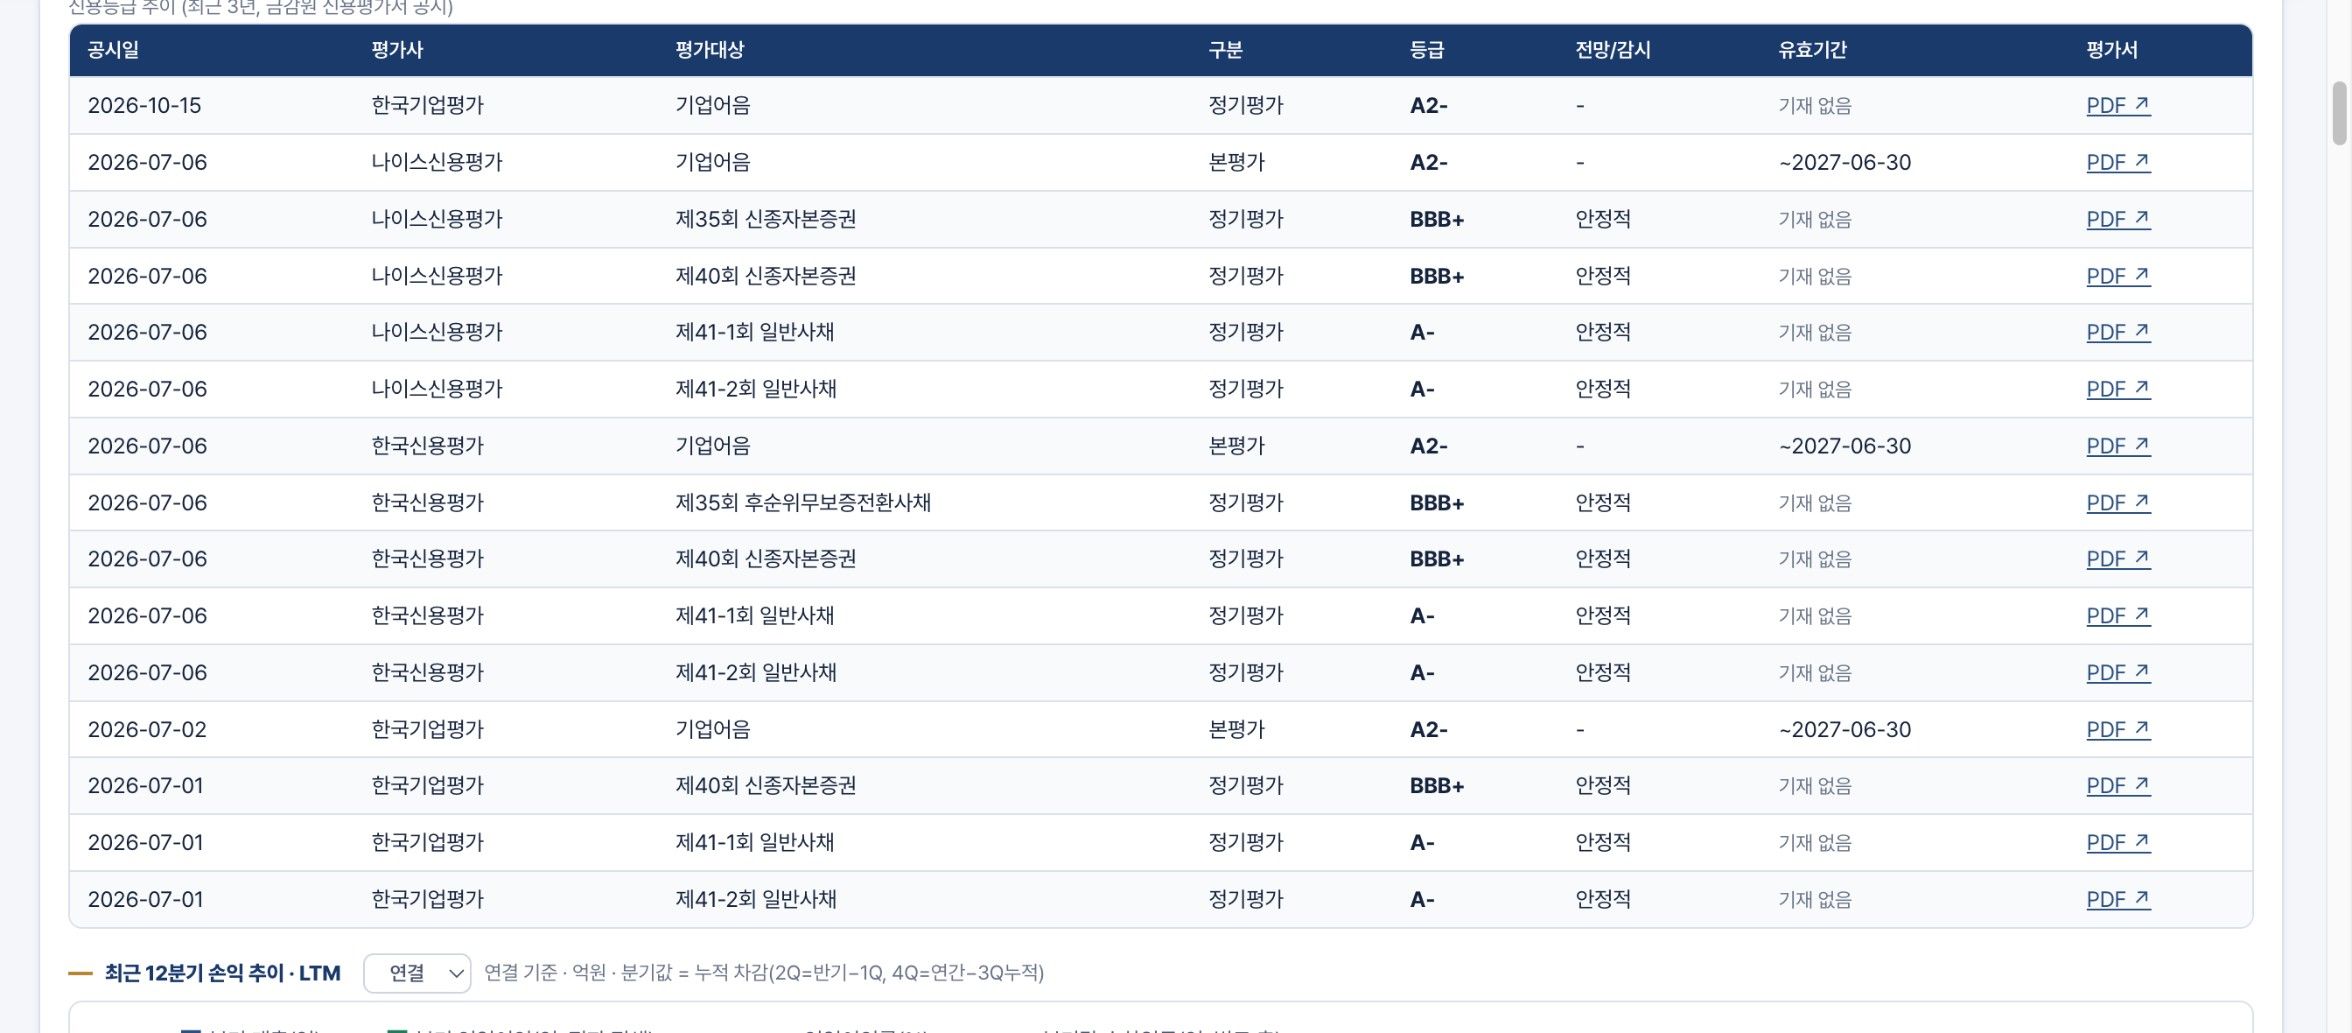 신용등급 추이 (최근 3년, 금감원 신용평가서 공시)
공시일 평가사 평가대상 구분 등급 전망/감시 유효기간 평가서
2026-10-15 한국기업평가 기업어음 정기평가 A2- - 기재 없음 PDF ↗
2026-07-06 나이스신용평가 기업어음 본평가 A2- - ~2027-06-30 PDF ↗
2026-07-06 나이스신용평가 제35회 신종자본증권 정기평가 BBB+ 안정적 기재 없음 PDF ↗
2026-07-06 나이스신용평가 제40회 신종자본증권 정기평가 BBB+ 안정적 기재 없음 PDF ↗
2026-07-06 나이스신용평가 제41-1회 일반사채 정기평가 A- 안정적 기재 없음 PDF ↗
2026-07-06 나이스신용평가 제41-2회 일반사채 정기평가 A- 안정적 기재 없음 PDF ↗
2026-07-06 한국신용평가 기업어음 본평가 A2- - ~2027-06-30 PDF ↗
2026-07-06 한국신용평가 제35회 후순위무보증전환사채 정기평가 BBB+ 안정적 기재 없음 PDF ↗
2026-07-06 한국신용평가 제40회 신종자본증권 정기평가 BBB+ 안정적 기재 없음 PDF ↗
2026-07-06 한국신용평가 제41-1회 일반사채 정기평가 A- 안정적 기재 없음 PDF ↗
2026-07-06 한국신용평가 제41-2회 일반사채 정기평가 A- 안정적 기재 없음 PDF ↗
2026-07-02 한국기업평가 기업어음 본평가 A2- - ~2027-06-30 PDF ↗
2026-07-01 한국기업평가 제40회 신종자본증권 정기평가 BBB+ 안정적 기재 없음 PDF ↗
2026-07-01 한국기업평가 제41-1회 일반사채 정기평가 A- 안정적 기재 없음 PDF ↗
2026-07-01 한국기업평가 제41-2회 일반사채 정기평가 A- 안정적 기재 없음 PDF ↗
최근 12분기 손익 추이 · LTM 연결 연결 기준 · 억원 · 분기값 = 누적 차감(2Q=반기−1Q, 4Q=연간−3Q누적)